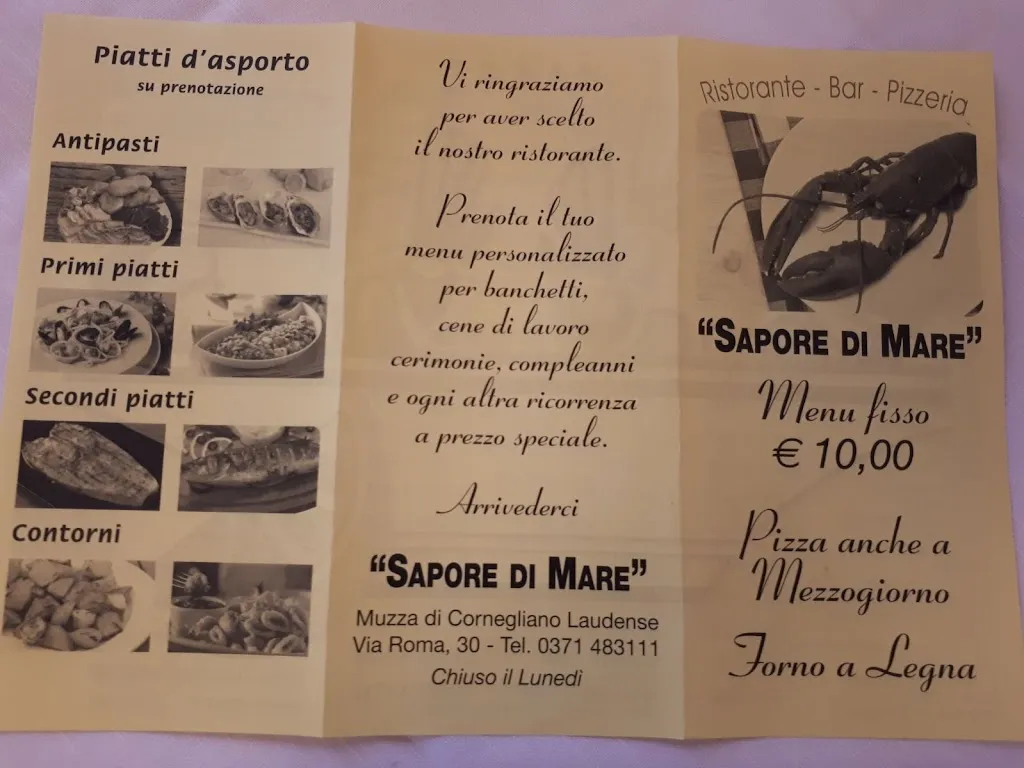 Piatti d'asporto
su prenotazione
Antipasti
Primi piatti
Secondi piatti
Contorni
Vi ringraziamo
per aver scelto
il nostro ristorante.
Prenota il tuo
menu personalizzato
per banchetti,
cene di lavoro
cerimonie, compleanni
e ogni altra ricorrenza
a prezzo speciale.
Arrivederci
"SAPORE DI MARE"
Muzza di Cornegliano Laudense
Via Roma, 30 - Tel. 0371 483111
Chiuso il Lunedì
Ristorante - Bar - Pizzeria
"SAPORE DI MARE"
Menu fisso
€ 10,00
Pizza anche a
Mezzogiorno
Forno a Legna